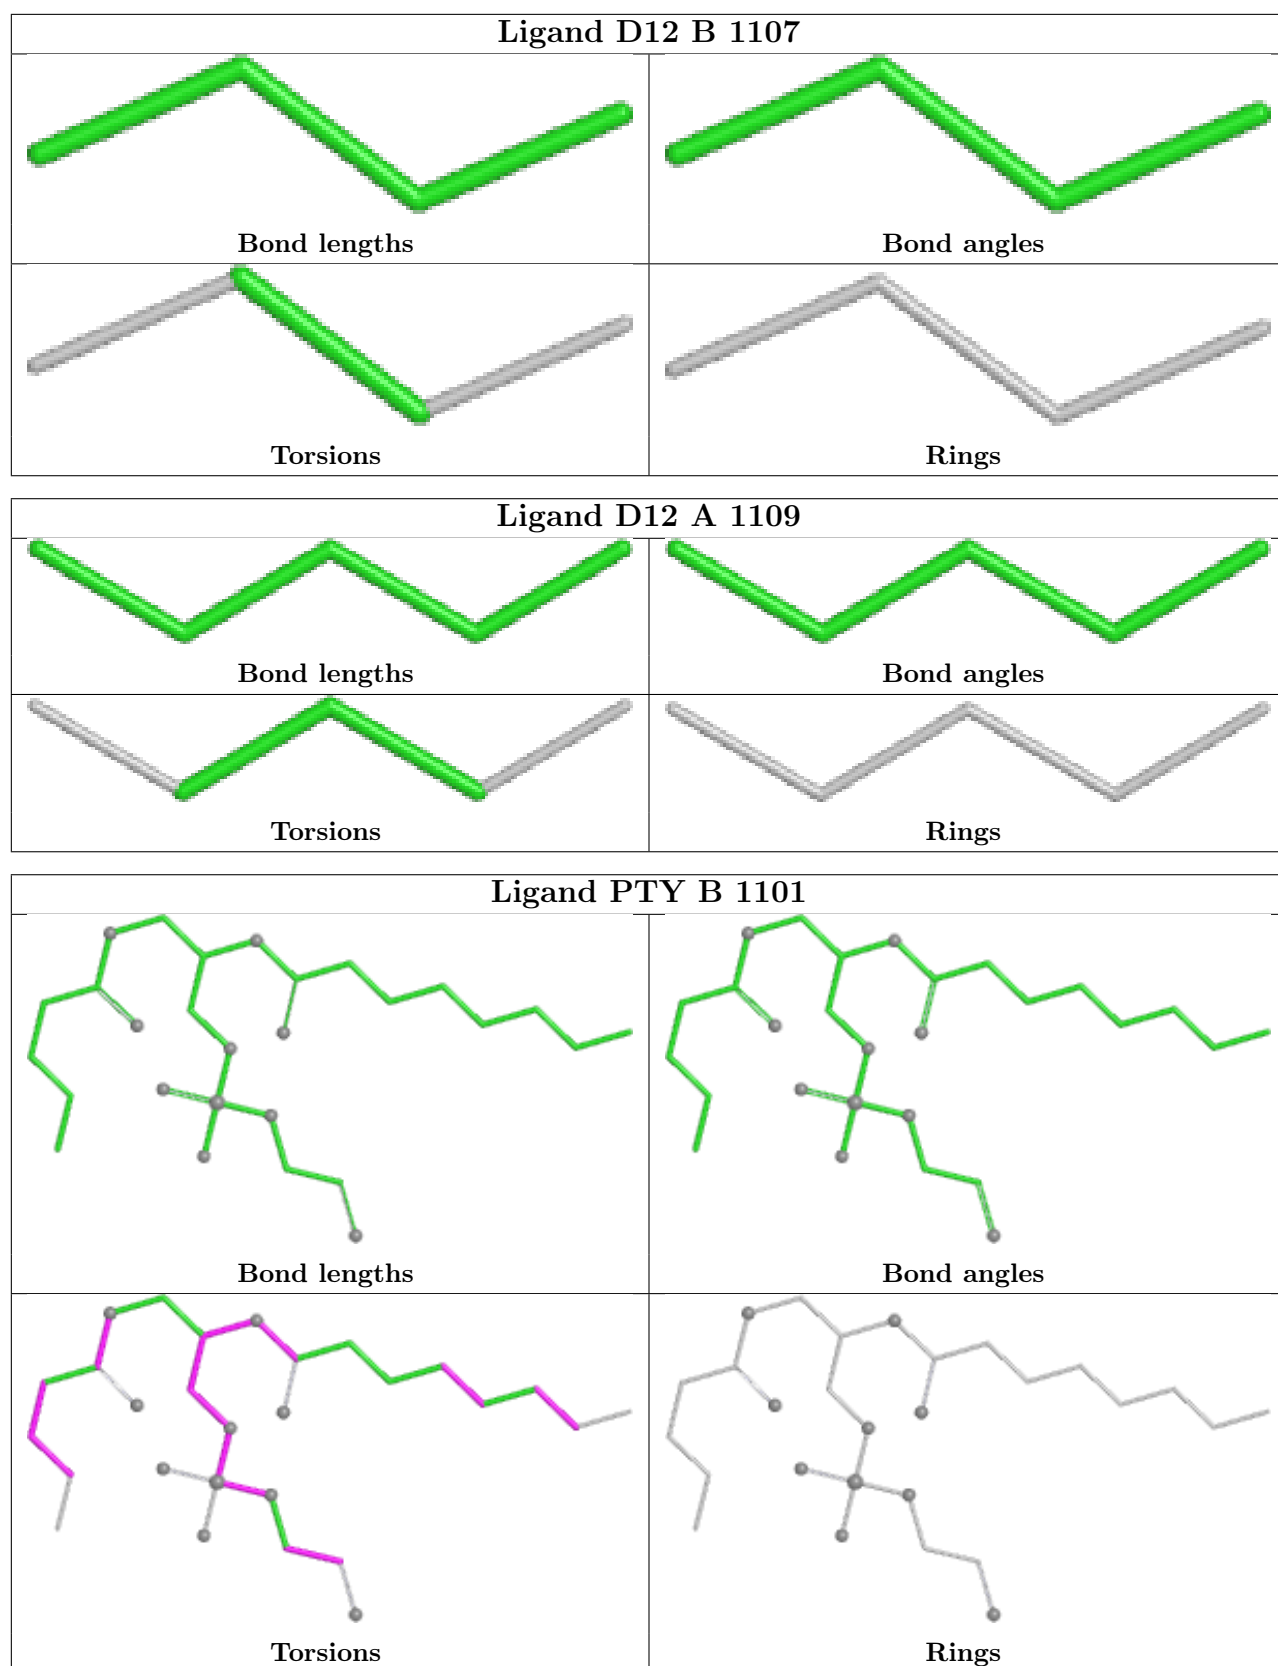 Ligand D12 B 1107
Bond lengths
Bond angles
Torsions
Rings
Ligand D12 A 1109
Bond lengths
Bond angles
Torsions
Rings
Ligand PTY B 1101
Bond lengths
Bond angles
Torsions
Rings